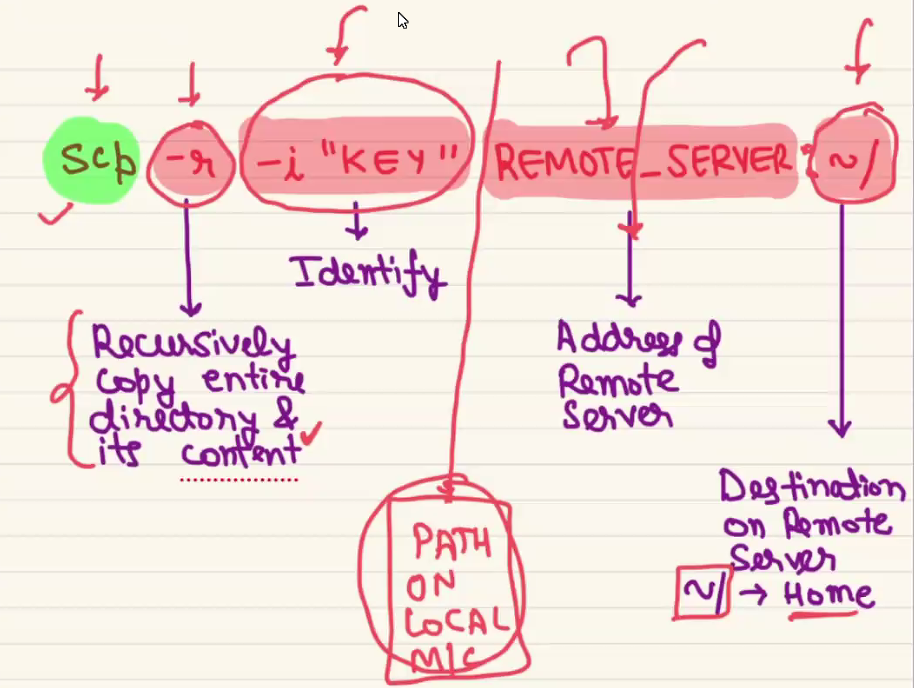 Scp -r -i "KEY" REMOTE_SERVER: ~/
Identify
Recursively
copy entire
directory &
its content
Address of
Remote
Server
PATH
ON
LOCAL
M/C
Destination
on Remote
Server
~/ → Home